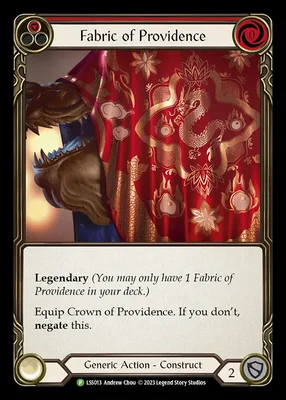 Fabric of Providence
Legendary (You may only have 1 Fabric of
Providence in your deck.)
Equip Crown of Providence. If you don't,
negate this.
Generic Action - Construct
2
P LSS013 Andrew Chou © 2023 Legend Story Studios